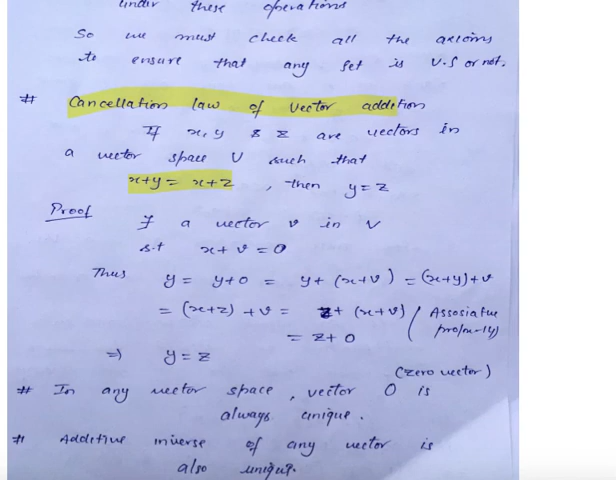 under these operations
So we must check all the axioms
to ensure that any set is V.S or not.
# Cancellation law of vector addition
If x, y & z are vectors in
a vector space V such that
x+y = x+z , then y = z
Proof ∃ a vector v in V
s.t x + v = 0
Thus y = y+0 = y + (x+v) = (x+y)+v
= (x+z) + v = z + (x+v) ( Assosiative
= z + 0 property)
⇒ y = z
(zero vector)
# In any vector space, vector 0 is
always unique.
# Additive inverse of any vector is
also unique.